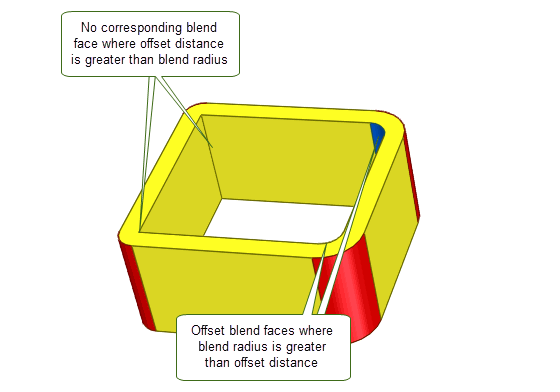 No corresponding blend
face where offset distance
is greater than blend radius
Offset blend faces where
blend radius is greater
than offset distance